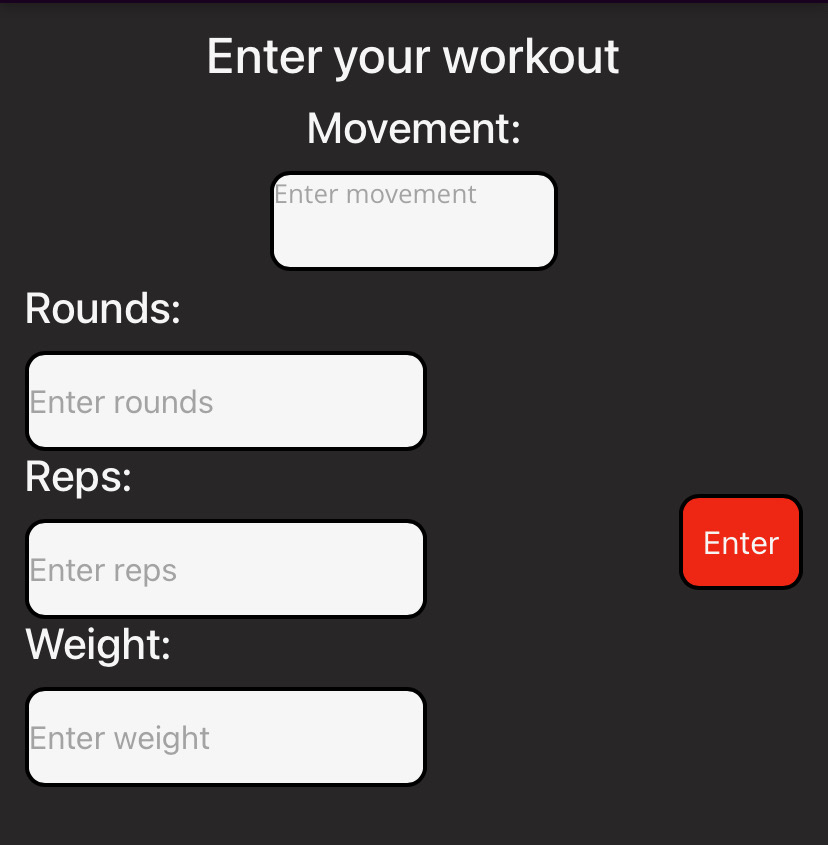 Enter your workout
Movement:
Enter movement
Rounds:
Enter rounds
Reps:
Enter reps
Enter
Weight:
Enter weight